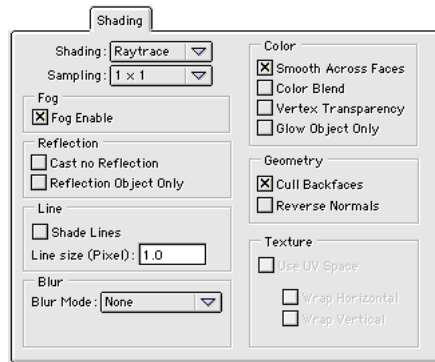 Shading
Shading: Raytrace
Sampling: 1 × 1
Fog
Fog Enable
Reflection
Cast no Reflection
Reflection Object Only
Line
Shade Lines
Line size (Pixel): 1.0
Blur
Blur Mode: None
Color
Smooth Across Faces
Color Blend
Vertex Transparency
Glow Object Only
Geometry
Cull Backfaces
Reverse Normals
Texture
Use UV Space
Wrap Horizontal
Wrap Vertical